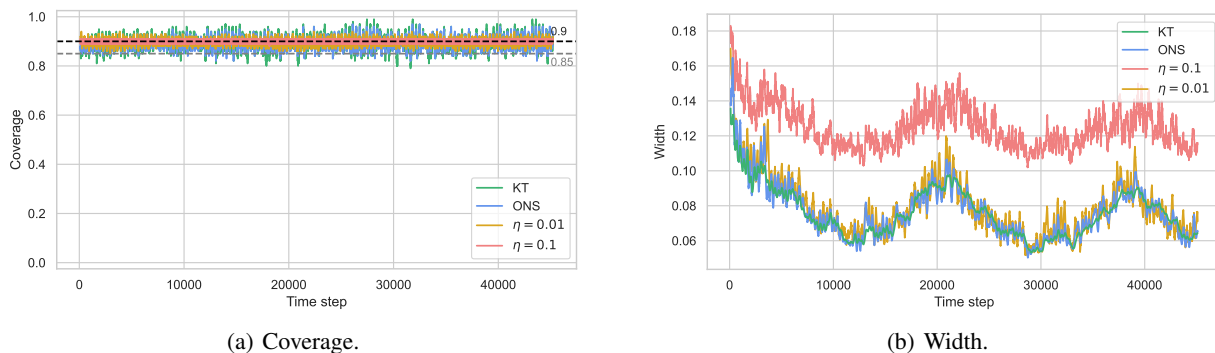 1.0
0.8
0.6
0.4
0.2
0.0
Coverage
0.9
0.85
KT
ONS
η = 0.01
η = 0.1
0 10000 20000 30000 40000
Time step
(a) Coverage.
0.18
0.16
0.14
0.12
0.10
0.08
0.06
Width
KT
ONS
η = 0.1
η = 0.01
0 10000 20000 30000 40000
Time step
(b) Width.